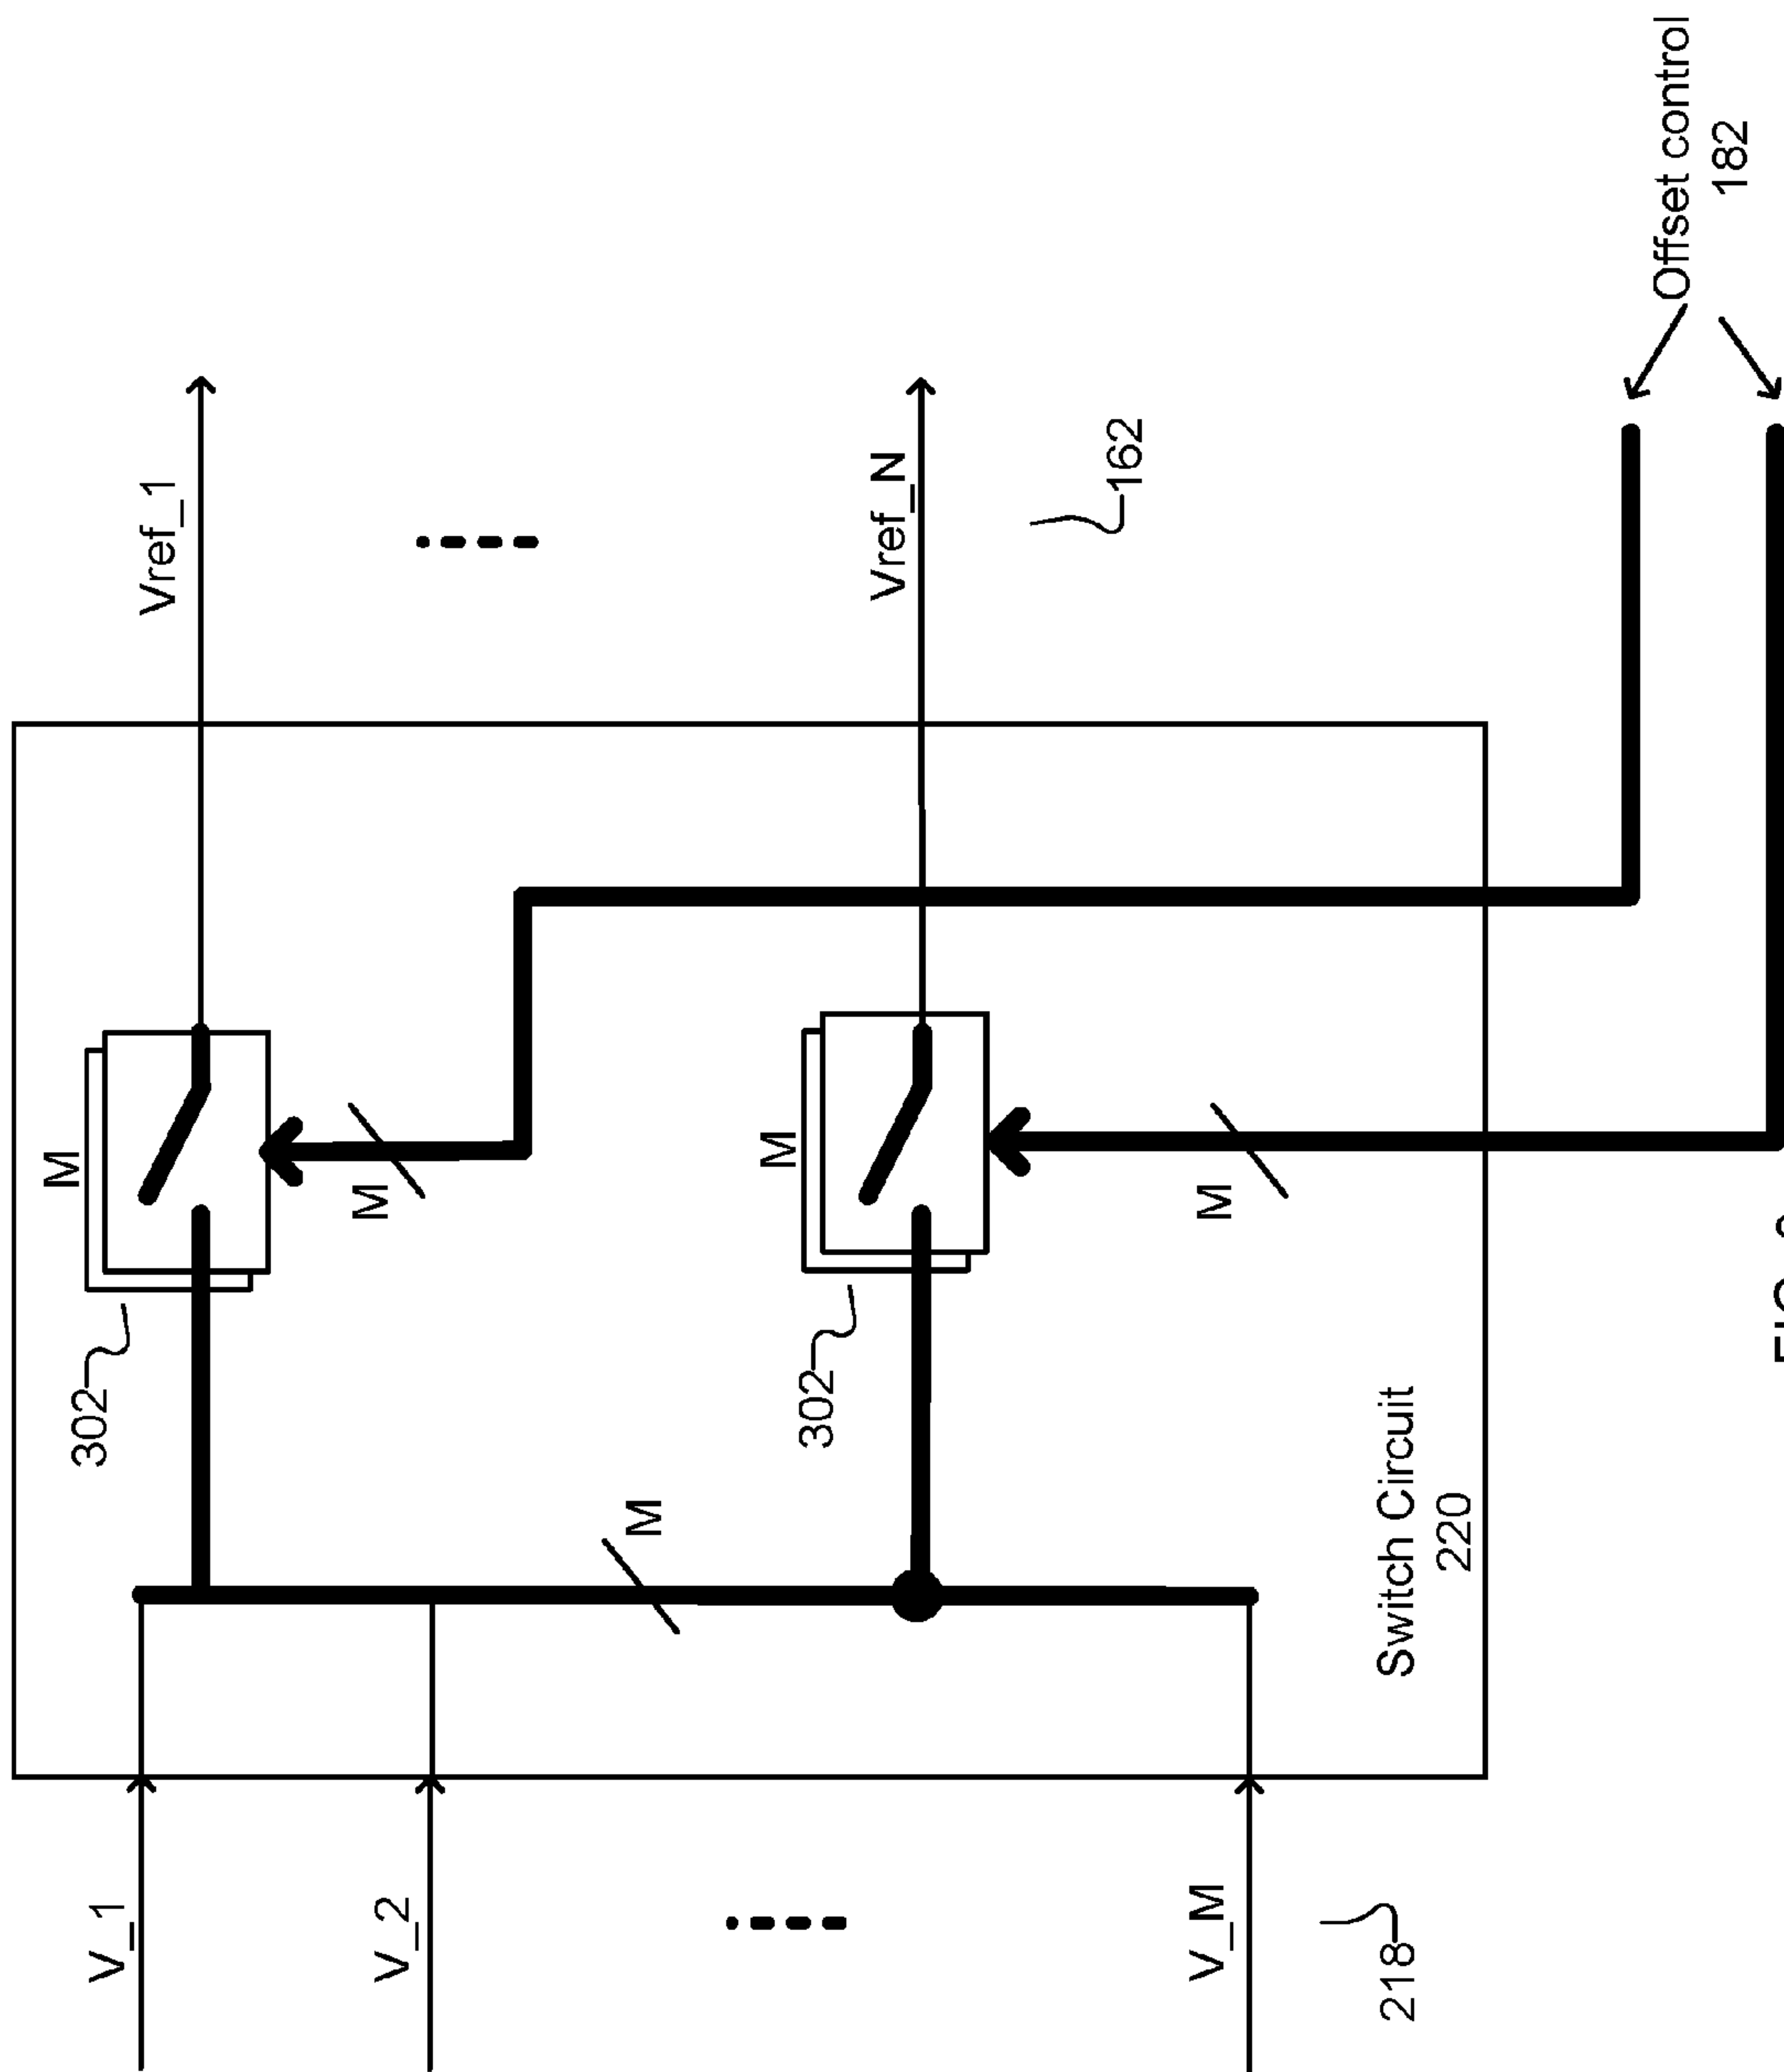 V_1
V_2
V_M
218
M
302
M
M
302
M
M
Switch Circuit
220
Vref_1
Vref_N
162
Offset control
182